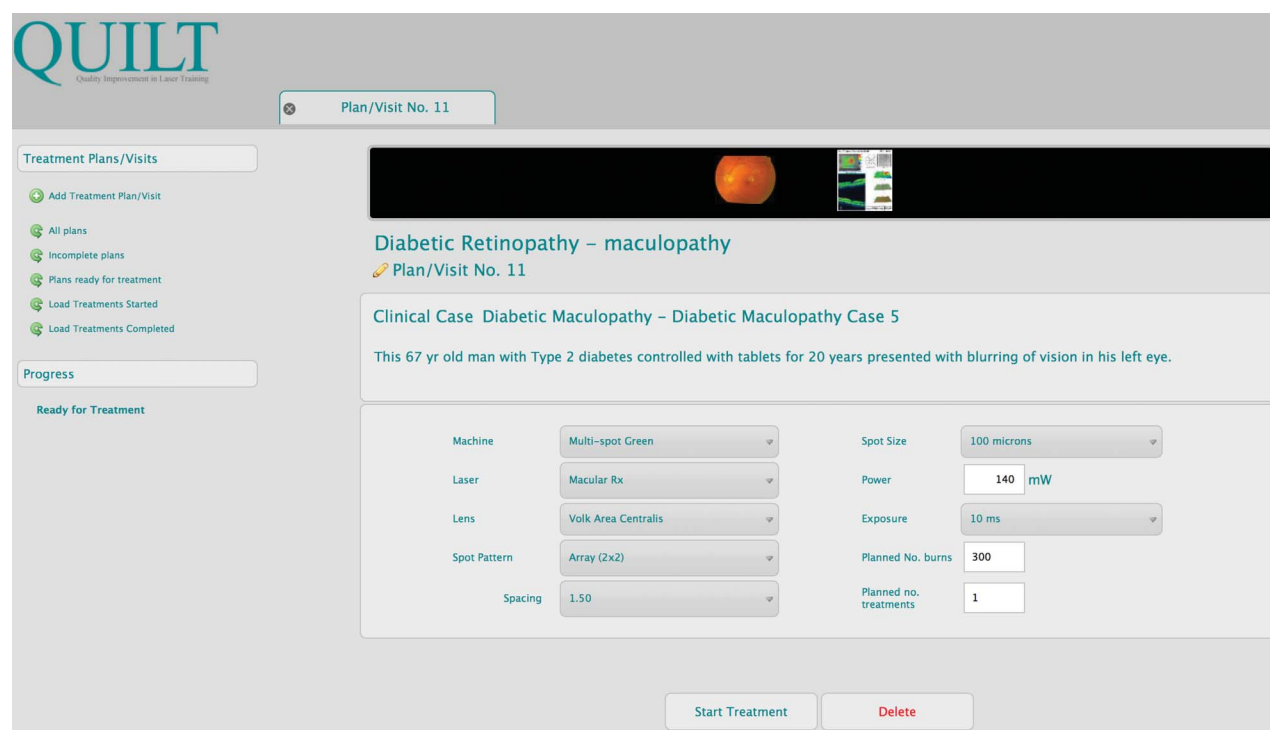 QUILT
Quality Improvement in Laser Training
Plan/Visit No. 11
Treatment Plans/Visits
Add Treatment Plan/Visit
All plans
Incomplete plans
Plans ready for treatment
Load Treatments Started
Load Treatments Completed
Progress
Ready for Treatment
Diabetic Retinopathy – maculopathy
Plan/Visit No. 11
Clinical Case Diabetic Maculopathy – Diabetic Maculopathy Case 5
This 67 yr old man with Type 2 diabetes controlled with tablets for 20 years presented with blurring of vision in his left eye.
Machine Multi-spot Green Spot Size 100 microns
Laser Macular Rx Power 140 mW
Lens Volk Area Centralis Exposure 10 ms
Spot Pattern Array (2x2) Planned No. burns 300
Spacing 1.50 Planned no. treatments 1
Start Treatment Delete